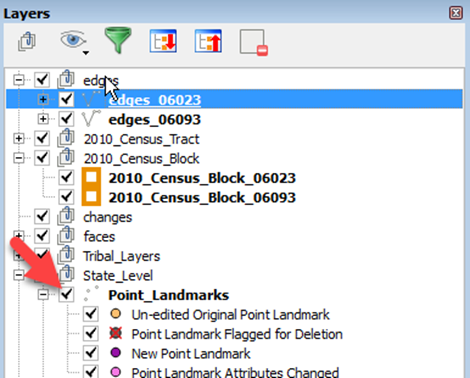 Layers
edges
edges_06023
edges_06093
2010_Census_Tract
2010_Census_Block
2010_Census_Block_06023
2010_Census_Block_06093
changes
faces
Tribal_Layers
State_Level
Point_Landmarks
Un-edited Original Point Landmark
Point Landmark Flagged for Deletion
New Point Landmark
Point Landmark Attributes Changed